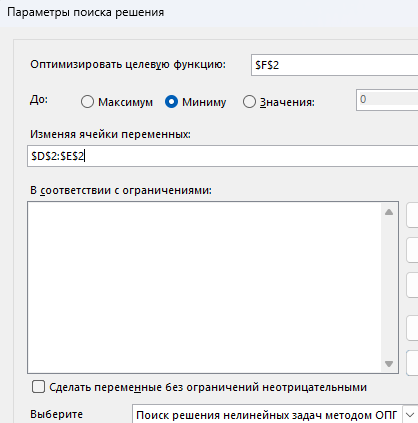 Параметры поиска решения
Оптимизировать целевую функцию: $F$2
До: Максимум Миниму Значения: 0
Изменяя ячейки переменных:
$D$2:$E$2
В соответствии с ограничениями:
Сделать переменные без ограничений неотрицательными
Выберите Поиск решения нелинейных задач методом ОПГ